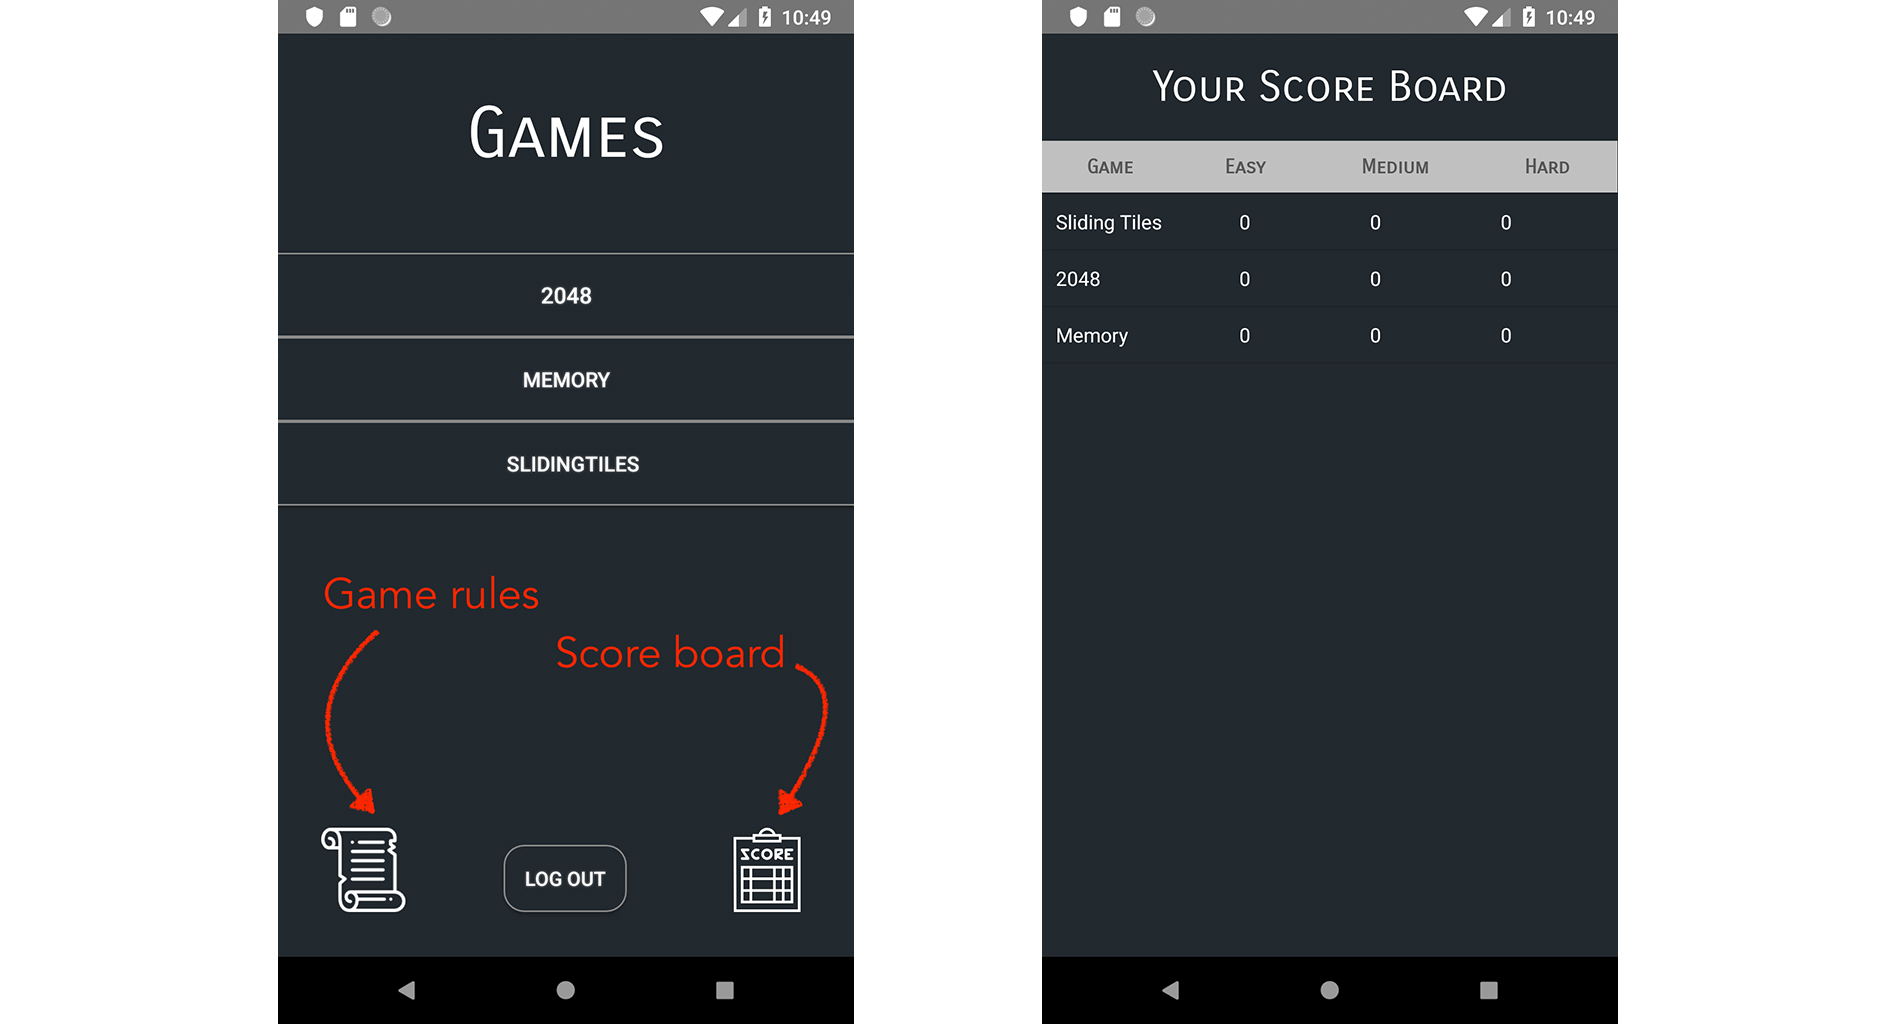 10:49
Games
2048
MEMORY
SLIDINGTILES
Game rules
Score board
SCORE
LOG OUT
10:49
Your Score Board
Game Easy Medium Hard
Sliding Tiles 0 0 0
2048 0 0 0
Memory 0 0 0